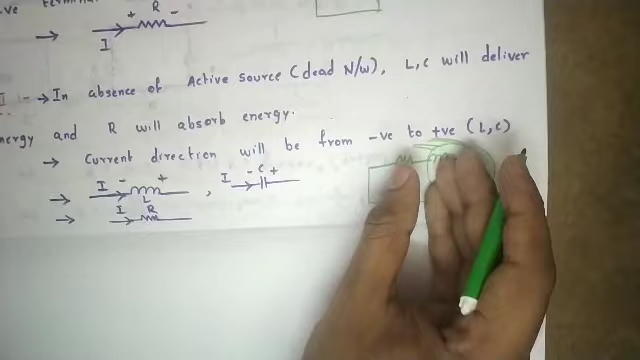 -ve
+ R -
→
I
I :- → In absence of Active source (dead N/w), L,C will deliver
energy and R will absorb energy.
→ Current direction will be from -ve to +ve (L,C)
→ I - + L , I - C +
→ I R